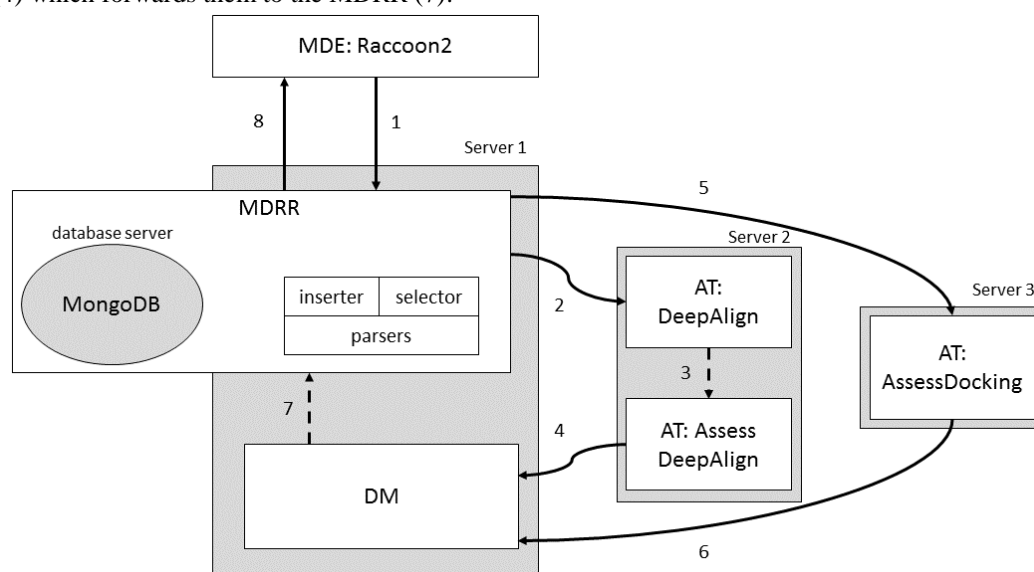 4) which forwards them to the MDRR (7).
MDE: Raccoon2
8
1
Server 1
MDRR
5
database server
MongoDB
inserter
selector
parsers
2
Server 2
AT:
DeepAlign
3
AT: Assess
DeepAlign
Server 3
AT:
AssessDocking
7
4
DM
6